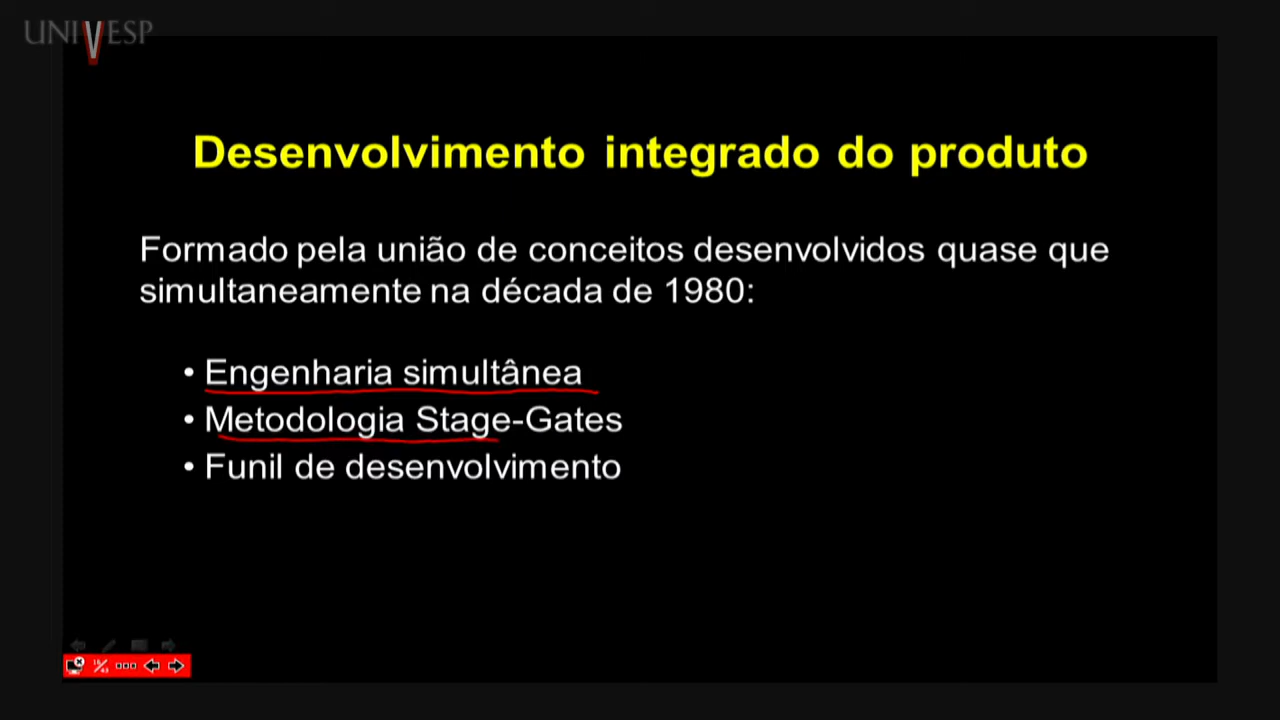 UNIVESP
Desenvolvimento integrado do produto
Formado pela união de conceitos desenvolvidos quase que
simultaneamente na década de 1980:
• Engenharia simultânea
• Metodologia Stage-Gates
• Funil de desenvolvimento